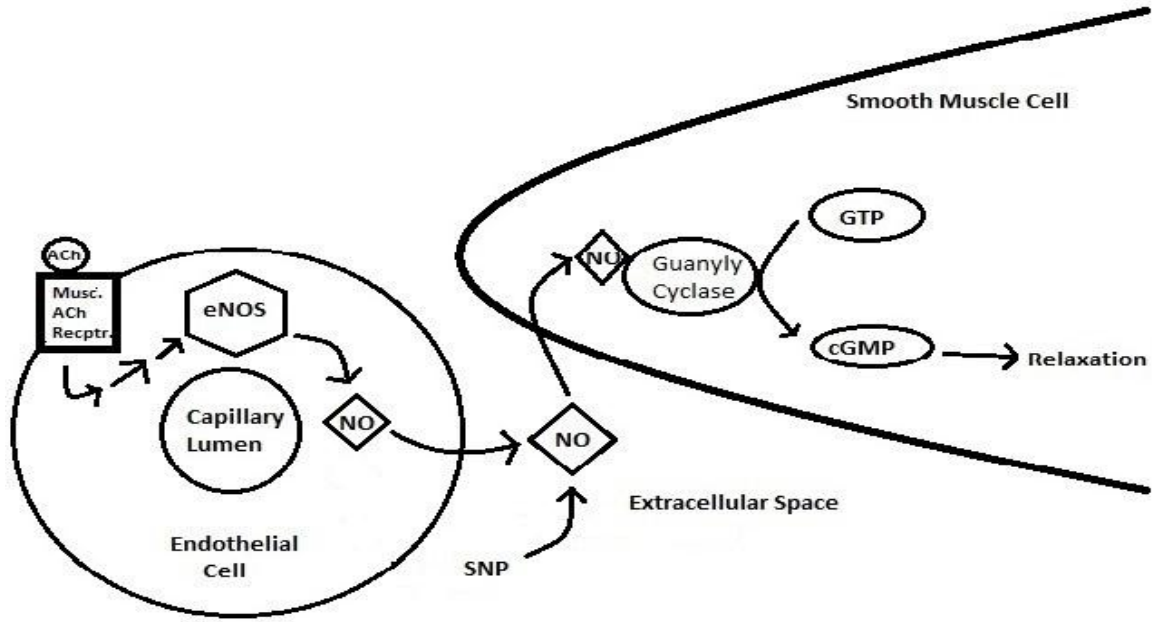 Smooth Muscle Cell
GTP
NO
Guanyly
Cyclase
cGMP
Relaxation
ACh
Musc.
ACh
Recptr.
eNOS
Capillary
Lumen
NO
NO
Extracellular Space
Endothelial
Cell
SNP